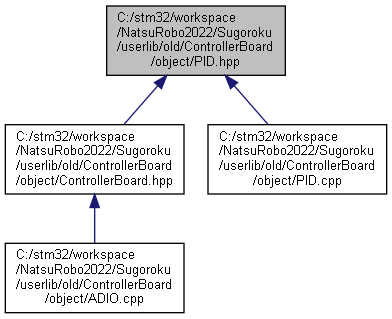 C:/stm32/workspace
/NatsuRobo2022/Sugoroku
/userlib/old/ControllerBoard
/object/PID.hpp
C:/stm32/workspace
/NatsuRobo2022/Sugoroku
/userlib/old/ControllerBoard
/object/ControllerBoard.hpp
C:/stm32/workspace
/NatsuRobo2022/Sugoroku
/userlib/old/ControllerBoard
/object/PID.cpp
C:/stm32/workspace
/NatsuRobo2022/Sugoroku
/userlib/old/ControllerBoard
/object/ADIO.cpp